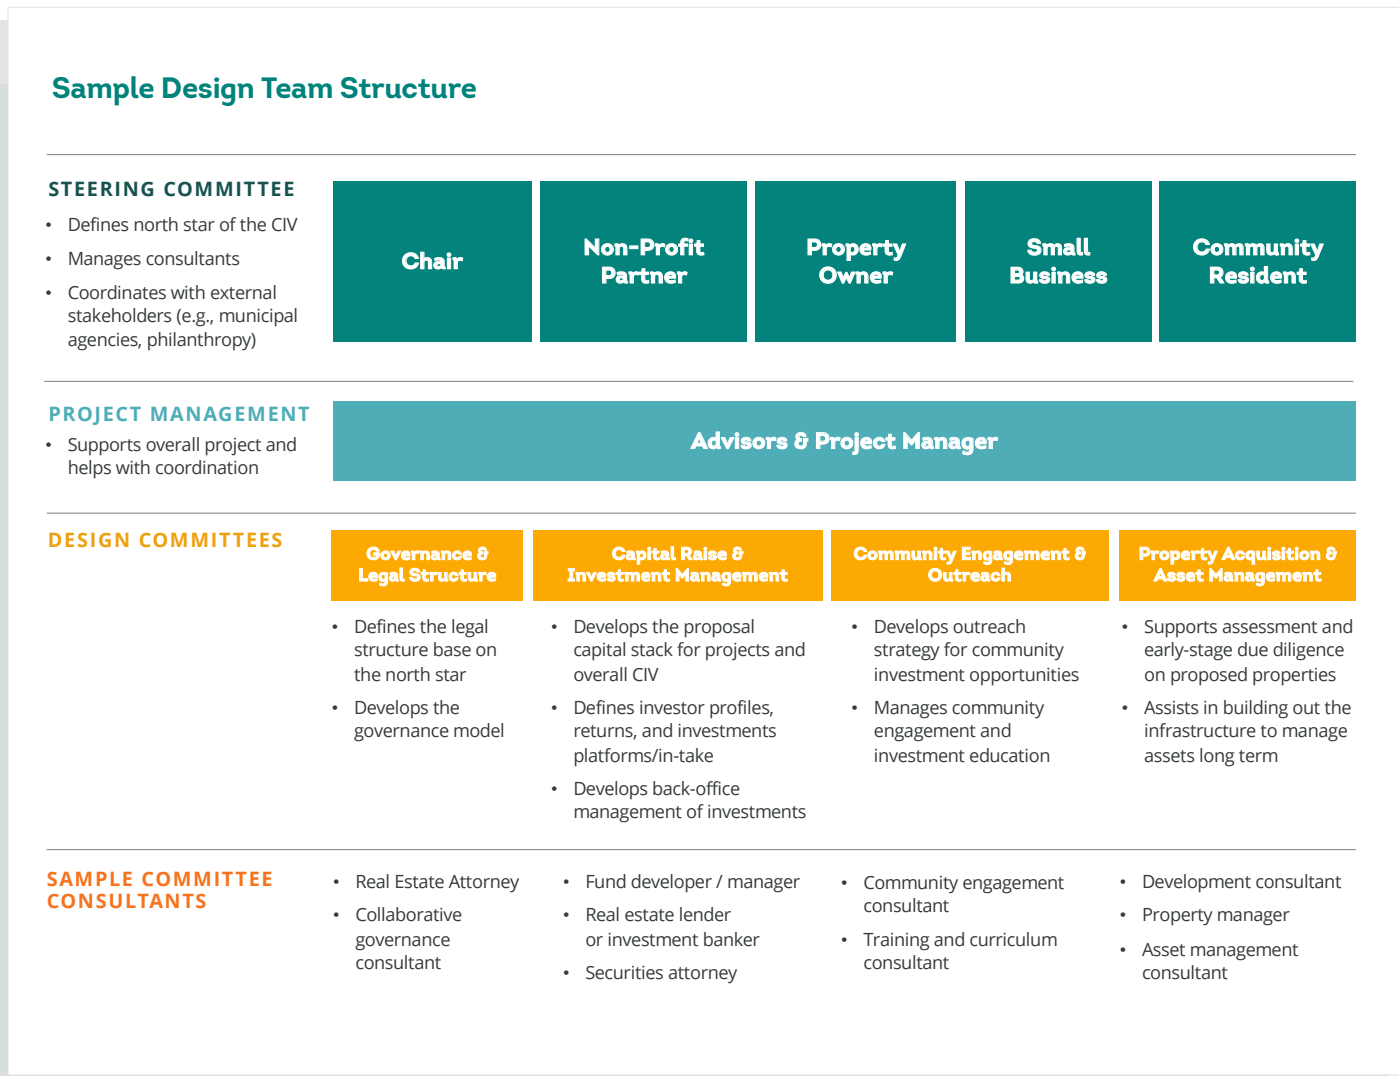 Sample Design Team Structure
STEERING COMMITTEE
• Defines north star of the CIV
• Manages consultants
• Coordinates with external
stakeholders (e.g., municipal
agencies, philanthropy)
Chair
Non-Profit
Partner
Property
Owner
Small
Business
Community
Resident
PROJECT MANAGEMENT
• Supports overall project and
helps with coordination
Advisors & Project Manager
DESIGN COMMITTEES
Governance &
Legal Structure
• Defines the legal
structure base on
the north star
• Develops the
governance model
Capital Raise &
Investment Management
• Develops the proposal
capital stack for projects and
overall CIV
• Defines investor profiles,
returns, and investments
platforms/in-take
• Develops back-office
management of investments
Community Engagement &
Outreach
• Develops outreach
strategy for community
investment opportunities
• Manages community
engagement and
investment education
Property Acquisition &
Asset Management
• Supports assessment and
early-stage due diligence
on proposed properties
• Assists in building out the
infrastructure to manage
assets long term
SAMPLE COMMITTEE
CONSULTANTS
• Real Estate Attorney
• Collaborative
governance
consultant
• Fund developer / manager
• Real estate lender
or investment banker
• Securities attorney
• Community engagement
consultant
• Training and curriculum
consultant
• Development consultant
• Property manager
• Asset management
consultant